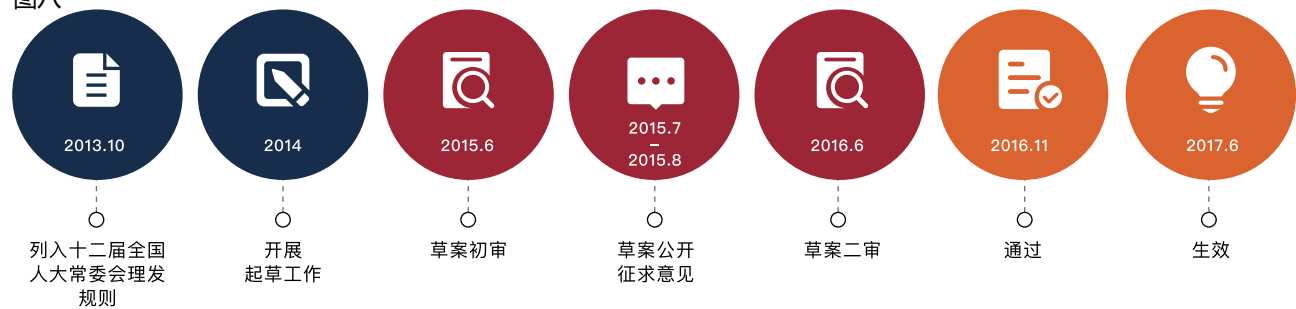 2013.10
列入十二届全国
人大常委会理发
规则
2014
开展
起草工作
2015.6
草案初审
2015.7
–
2015.8
草案公开
征求意见
2016.6
草案二审
2016.11
通过
2017.6
生效